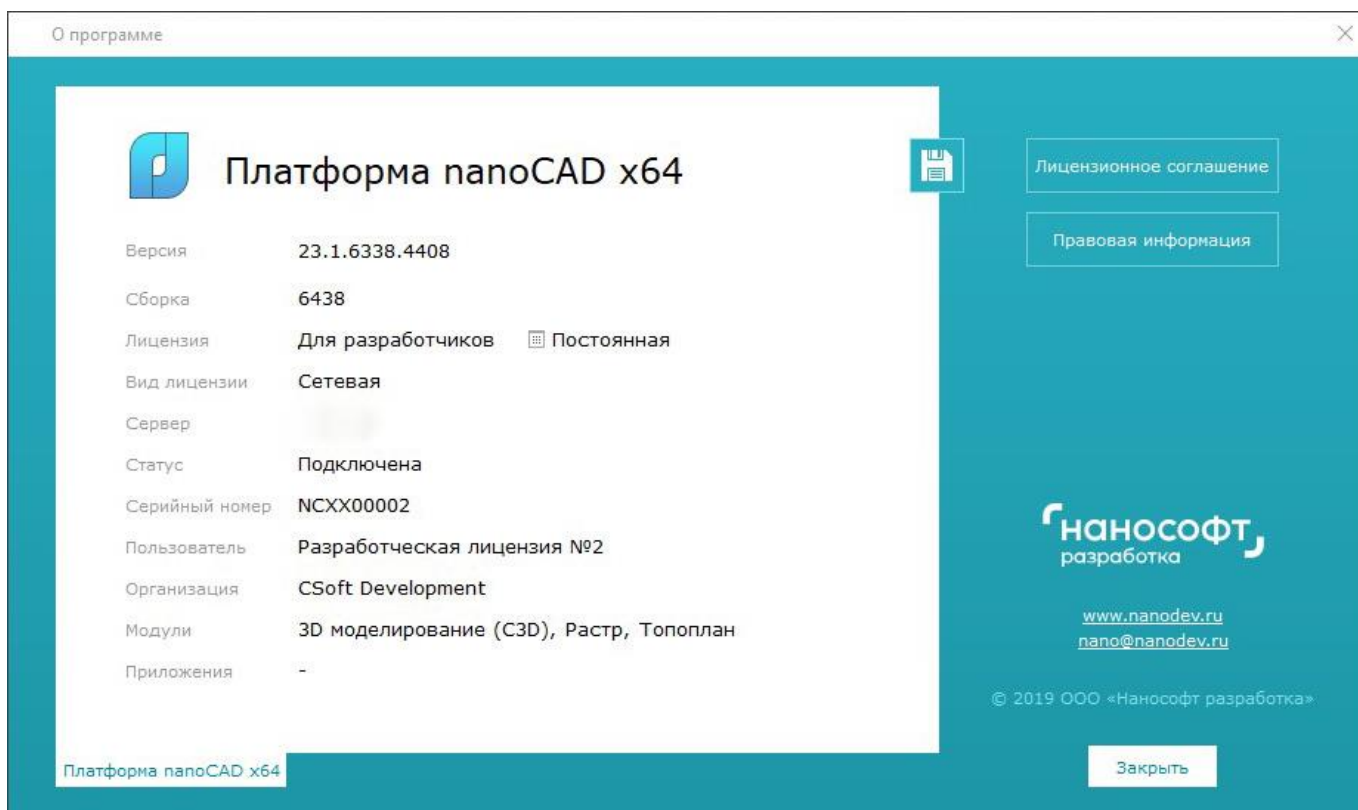 О программе
Платформа nanoCAD x64
Версия 23.1.6338.4408
Сборка 6438
Лицензия Для разработчиков Постоянная
Вид лицензии Сетевая
Сервер
Статус Подключена
Серийный номер NCXX00002
Пользователь Разработческая лицензия №2
Организация CSoft Development
Модули 3D моделирование (C3D), Растр, Топоплан
Приложения -
Платформа nanoCAD x64
Лицензионное соглашение
Правовая информация
нанософт
разработка
www.nanodev.ru
nano@nanodev.ru
© 2019 ООО «Нанософт разработка»
Закрыть